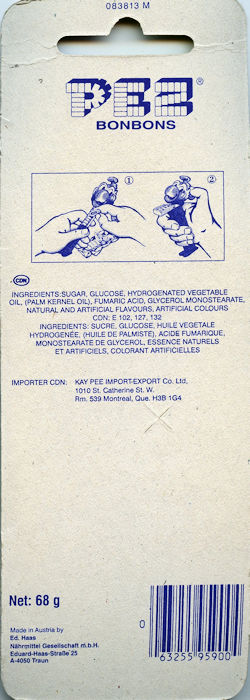 083813 M
PEZ®
BONBONS
1 2
CDN
INGREDIENTS:SUGAR, GLUCOSE, HYDROGENATED VEGETABLE
OIL, (PALM KERNEL OIL), FUMARIC ACID, GLYCEROL MONOSTEARATE,
NATURAL AND ARTIFICIAL FLAVOURS, ARTIFICIAL COLOURS
CDN: E 102, 127, 132
INGREDIENTS: SUCRE, GLUCOSE, HUILE VEGETALE
HYDROGENÉE, (HUILE DE PALMISTE), ACIDE FUMARIQUE,
MONOSTEARATE DE GLYCEROL, ESSENCE NATURELS
ET ARTIFICIELS, COLORANT ARTIFICIELLES
IMPORTER CDN: KAY PEE IMPORT-EXPORT Co. Ltd,
1010 St. Catherine St. W.
Rm. 539 Montreal, Que. H3B 1G4
Net: 68 g
Made in Austria by
Ed. Haas
Nährmittel Gesellschaft m.b.H.
Eduard-Haas-Straße 25
A-4050 Traun
0 63255 95900